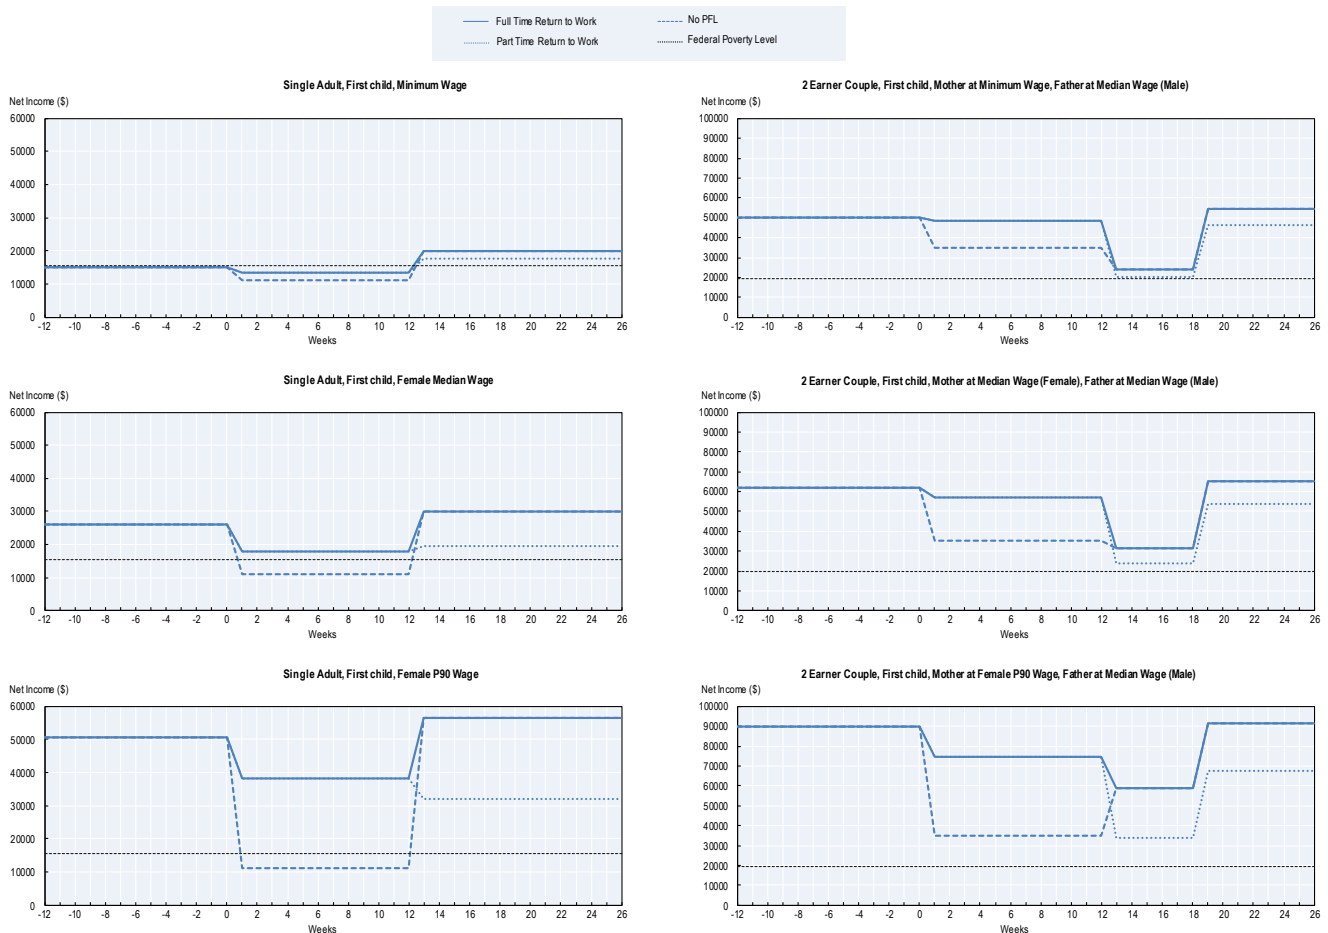 Full Time Return to Work
No PFL
Part Time Return to Work
Federal Poverty Level
Single Adult, First child, Minimum Wage
Net Income ($)
60000
50000
40000
30000
20000
10000
0
-12 -10 -8 -6 -4 -2 0 2 4 6 8 10 12 14 16 18 20 22 24 26
Weeks
2 Earner Couple, First child, Mother at Minimum Wage, Father at Median Wage (Male)
Net Income ($)
100000
90000
80000
70000
60000
50000
40000
30000
20000
10000
0
-12 -10 -8 -6 -4 -2 0 2 4 6 8 10 12 14 16 18 20 22 24 26
Weeks
Single Adult, First child, Female Median Wage
Net Income ($)
60000
50000
40000
30000
20000
10000
0
-12 -10 -8 -6 -4 -2 0 2 4 6 8 10 12 14 16 18 20 22 24 26
Weeks
2 Earner Couple, First child, Mother at Median Wage (Female), Father at Median Wage (Male)
Net Income ($)
100000
90000
80000
70000
60000
50000
40000
30000
20000
10000
0
-12 -10 -8 -6 -4 -2 0 2 4 6 8 10 12 14 16 18 20 22 24 26
Weeks
Single Adult, First child, Female P90 Wage
Net Income ($)
60000
50000
40000
30000
20000
10000
0
-12 -10 -8 -6 -4 -2 0 2 4 6 8 10 12 14 16 18 20 22 24 26
Weeks
2 Earner Couple, First child, Mother at Female P90 Wage, Father at Median Wage (Male)
Net Income ($)
100000
90000
80000
70000
60000
50000
40000
30000
20000
10000
0
-12 -10 -8 -6 -4 -2 0 2 4 6 8 10 12 14 16 18 20 22 24 26
Weeks